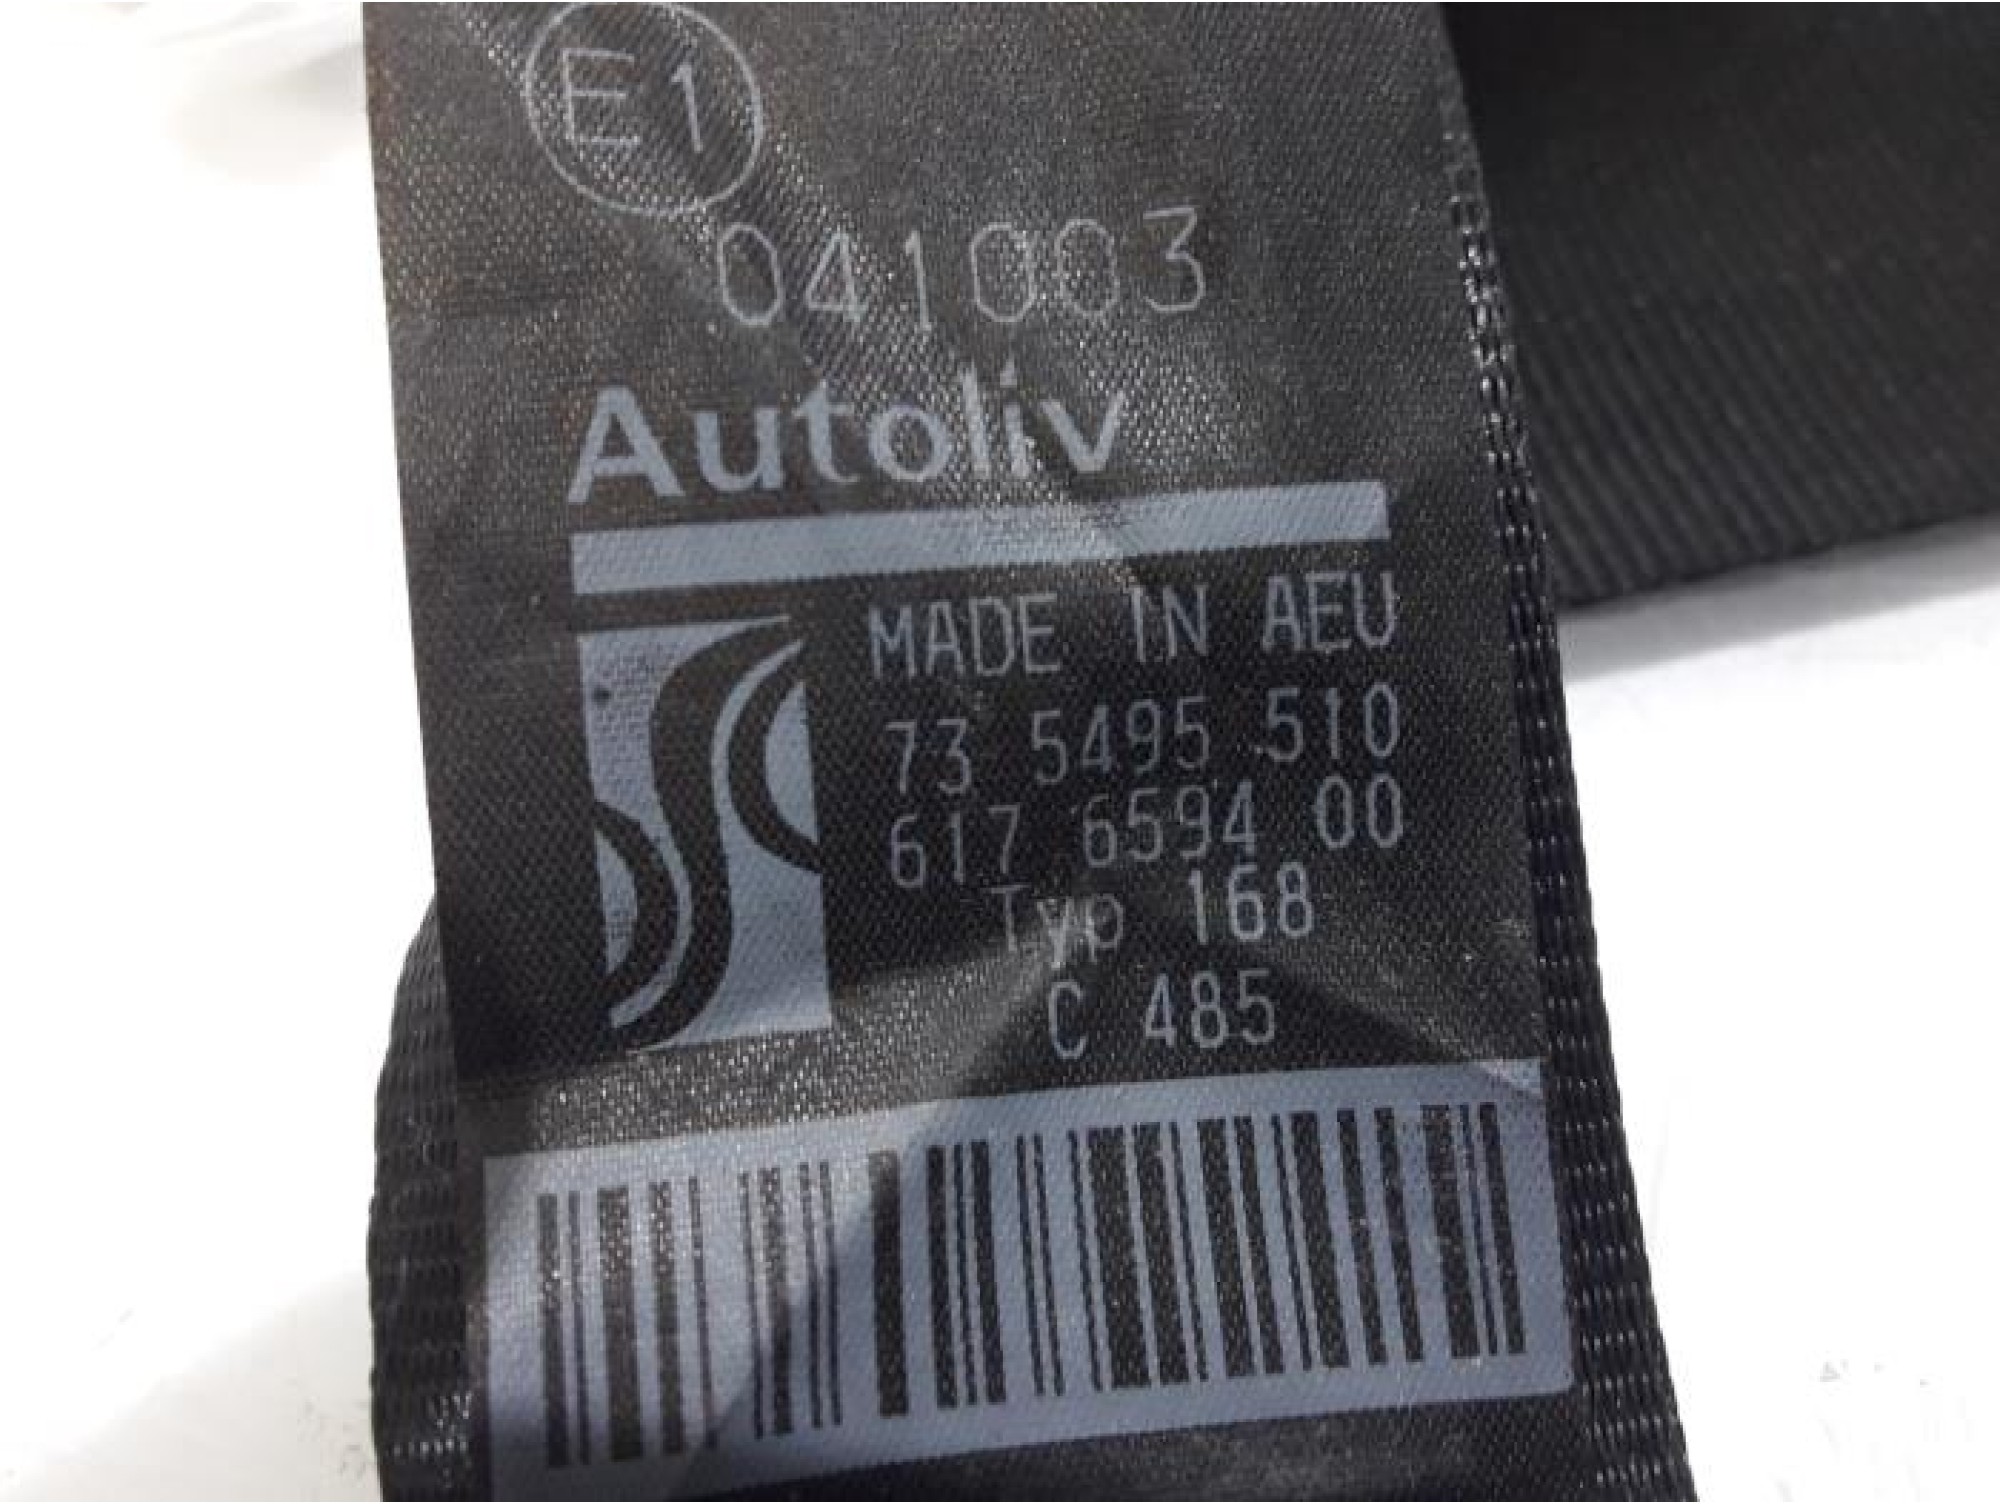 E1
041003
Autoliv
MADE IN AEU
73 5495 510
617 6594 00
Typ 168
C 485